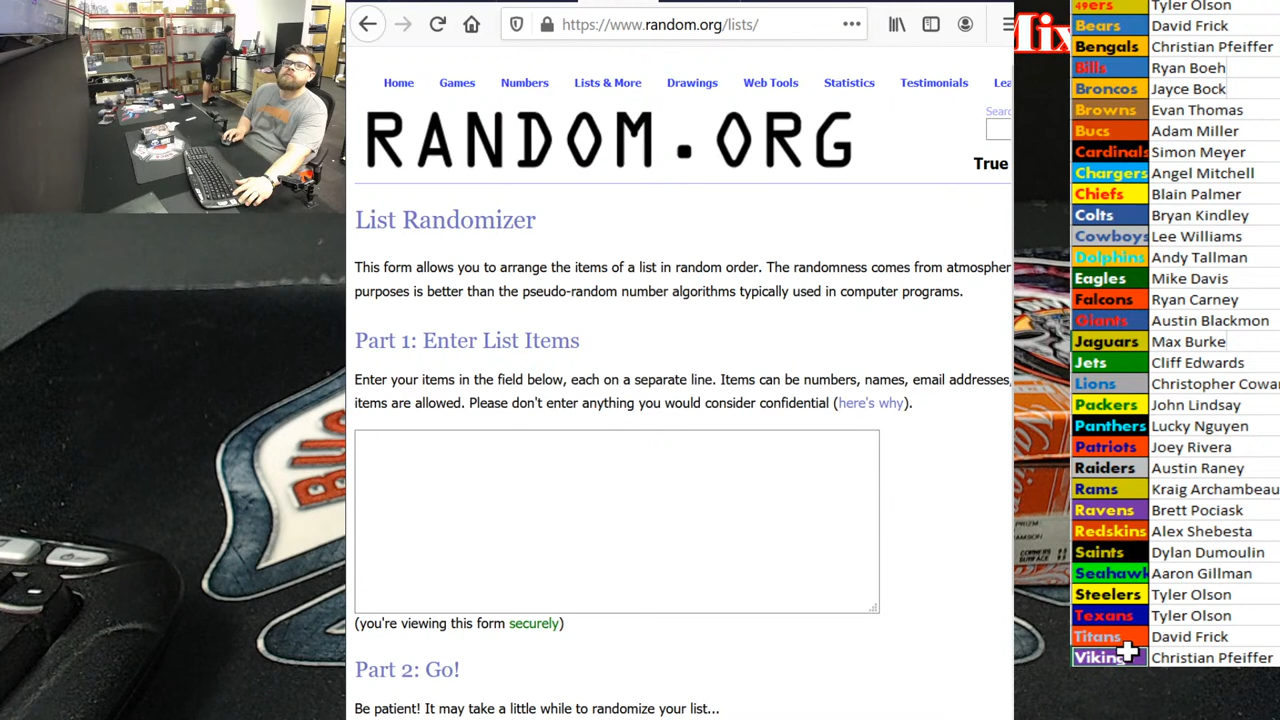 https://www.random.org/lists/
Home Games Numbers Lists & More Drawings Web Tools Statistics Testimonials
RANDOM.ORG
True
List Randomizer
This form allows you to arrange the items of a list in random order. The randomness comes from
purposes is better than the pseudo-random number algorithms typically used in computer programs.
Part 1: Enter List Items
Enter your items in the field below, each on a separate line. Items can be numbers, names, email addresses,
items are allowed. Please don't enter anything you would consider confidential (here's why).
(you're viewing this form securely)
Part 2: Go!
Be patient! It may take a little while to randomize your list...
Mix
49ers Tyler Olson
Bears David Frick
Bengals Christian Pfeiffer
Bills Ryan Boeh
Broncos Jayce Bock
Browns Evan Thomas
Bucs Adam Miller
Cardinals Simon Meyer
Chargers Angel Mitchell
Chiefs Blain Palmer
Colts Bryan Kindley
Cowboys Lee Williams
Dolphins Andy Tallman
Eagles Mike Davis
Falcons Ryan Carney
Giants Austin Blackmon
Jaguars Max Burke
Jets Cliff Edwards
Lions Christopher
Packers John Lindsay
Panthers Lucky Nguyen
Patriots Joey Rivera
Raiders Austin Raney
Rams Kraig Archambeau
Ravens Brett Pociask
Redskins Alex Shebesta
Saints Dylan Dumoulin
Seahawk Aaron Gillman
Steelers Tyler Olson
Texans Tyler Olson
Titans David Frick
Viking Christian Pfeiffer